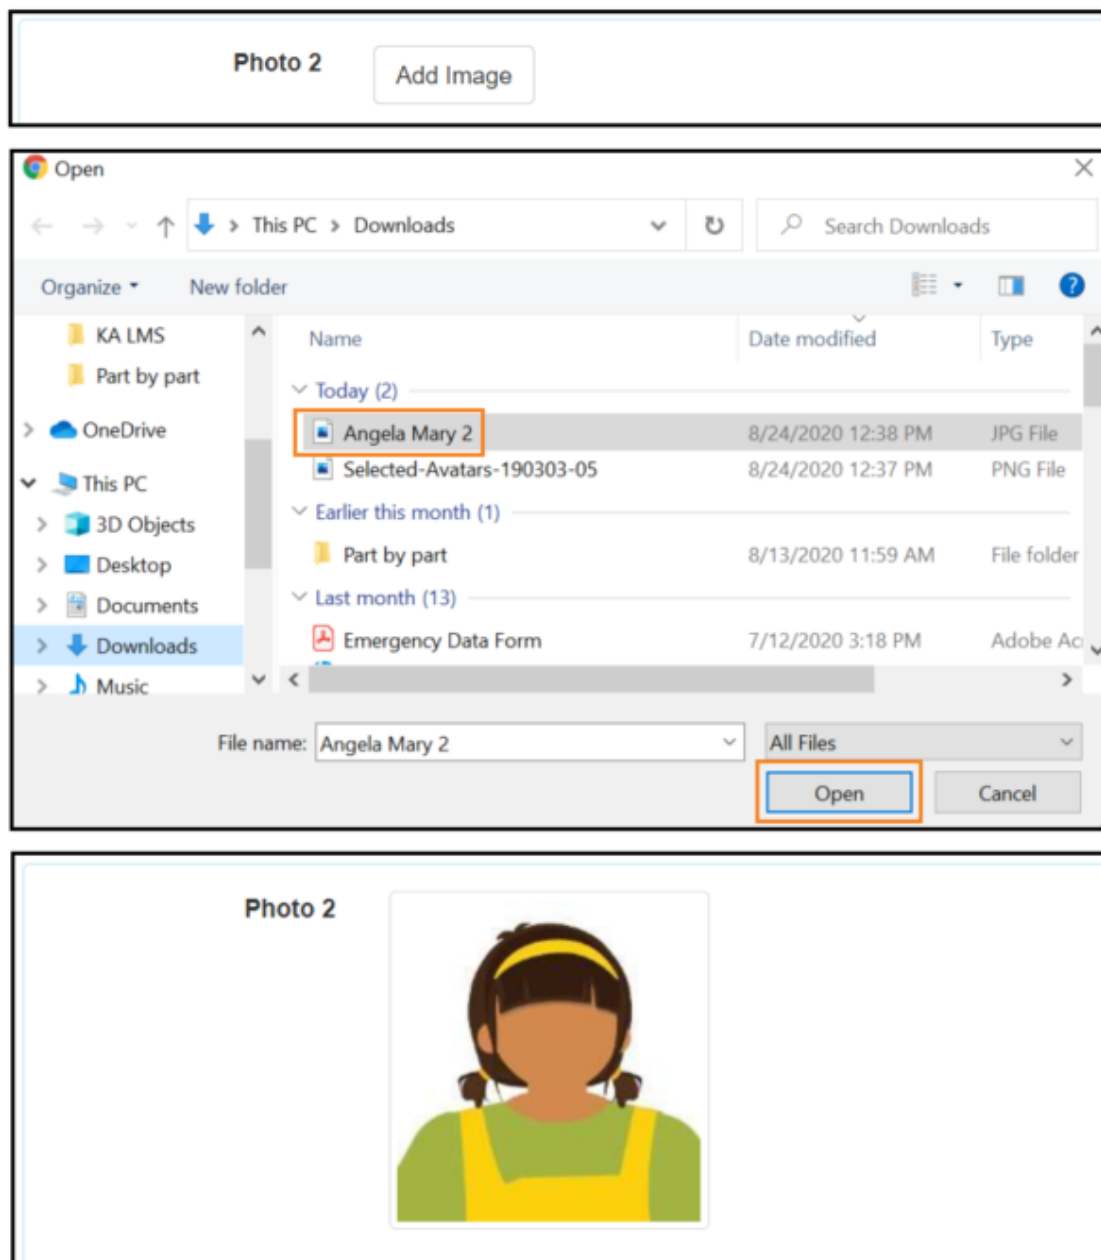 Photo 2 Add Image
Open
This PC > Downloads Search Downloads
Organize New folder
KA LMS
Part by part
OneDrive
This PC
3D Objects
Desktop
Documents
Downloads
Music
Name Date modified Type
Today (2)
Angela Mary 2 8/24/2020 12:38 PM JPG File
Selected-Avatars-190303-05 8/24/2020 12:37 PM PNG File
Earlier this month (1)
Part by part 8/13/2020 11:59 AM File folder
Last month (13)
Emergency Data Form 7/12/2020 3:18 PM Adobe Ac
File name: Angela Mary 2 All Files
Open Cancel
Photo 2